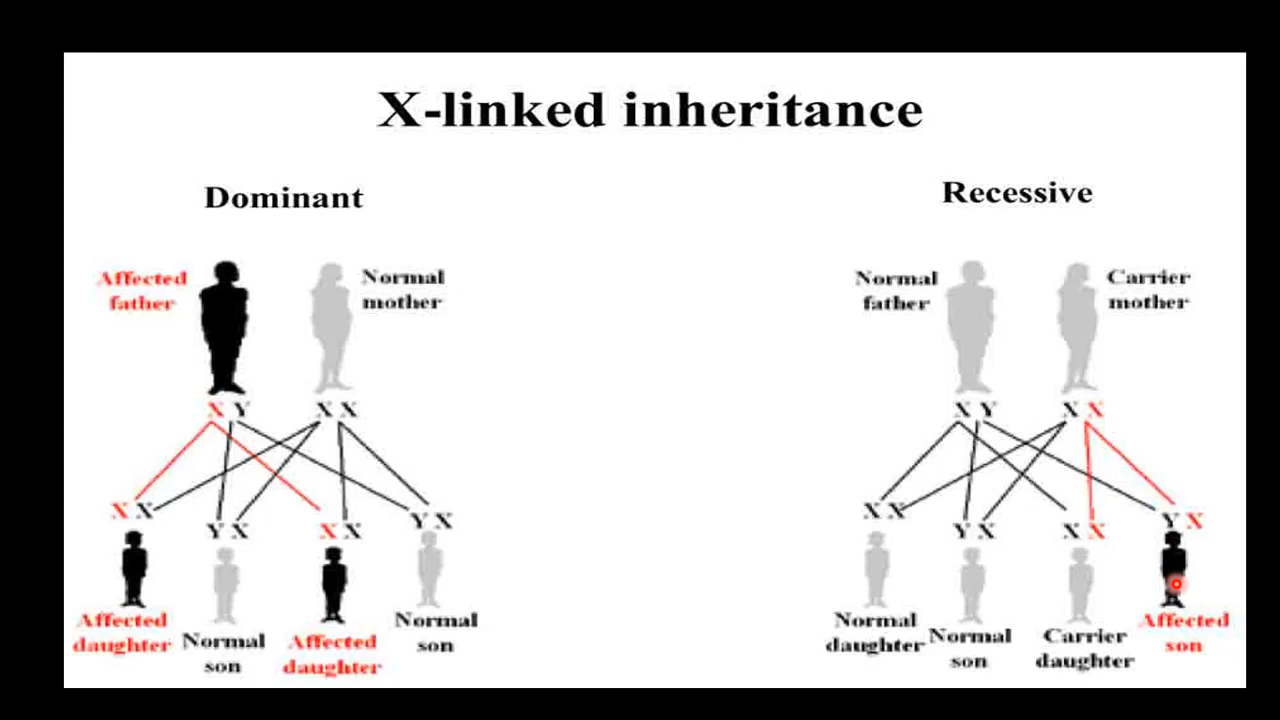 X-linked inheritance
Dominant
Affected
father
Normal
mother
X Y
X X
X X
Y X
X X
Y X
Affected
daughter
Normal
son
Affected
daughter
Normal
son
Recessive
Normal
father
Carrier
mother
X Y
X X
X X
Y X
X X
Y X
Normal
daughter
Normal
son
Carrier
daughter
Affected
son